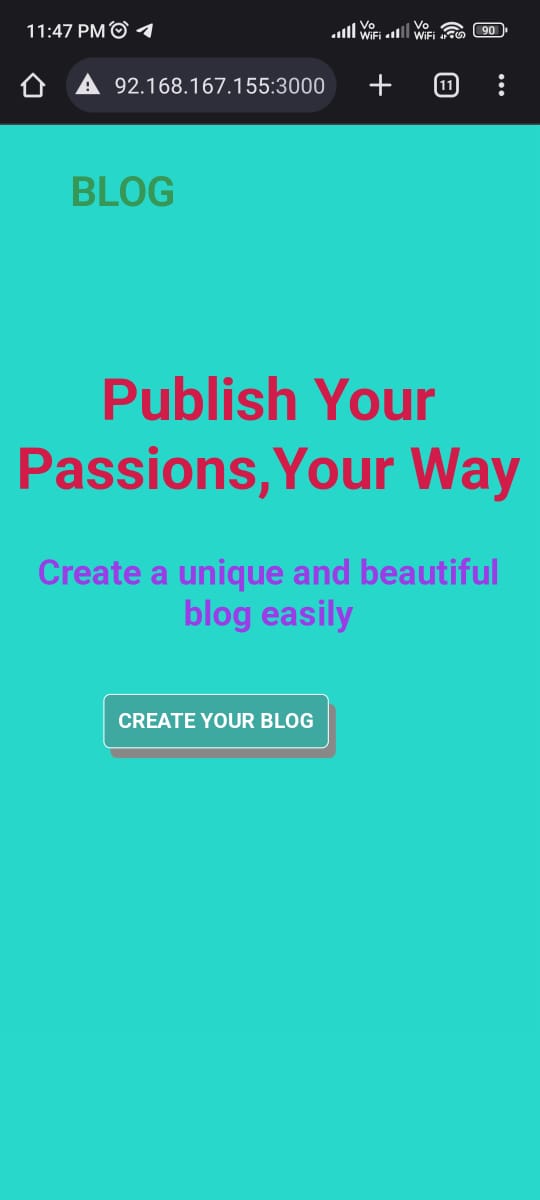 11:47 PM
Vo WiFi Vo WiFi 90
92.168.167.155:3000
11
BLOG
Publish Your
Passions,Your Way
Create a unique and beautiful
blog easily
CREATE YOUR BLOG